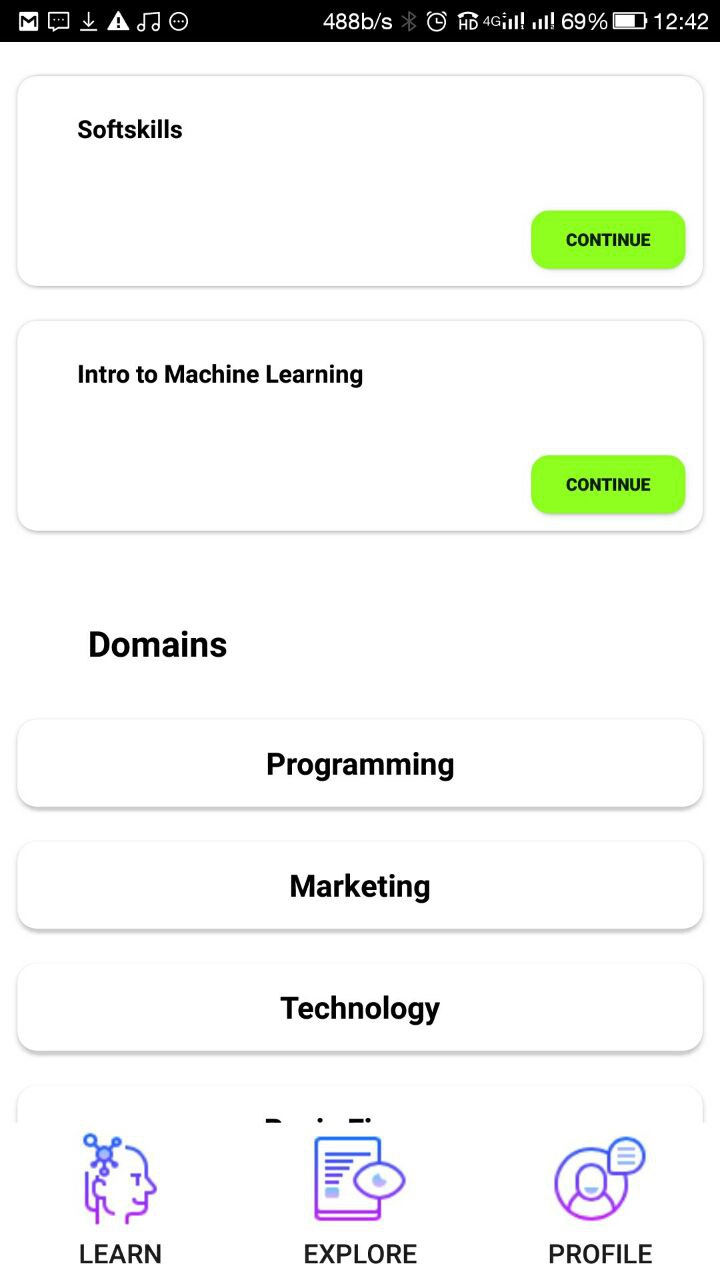 488b/s HD 4G 69% 12:42
Softskills
CONTINUE
Intro to Machine Learning
CONTINUE
Domains
Programming
Marketing
Technology
LEARN EXPLORE PROFILE